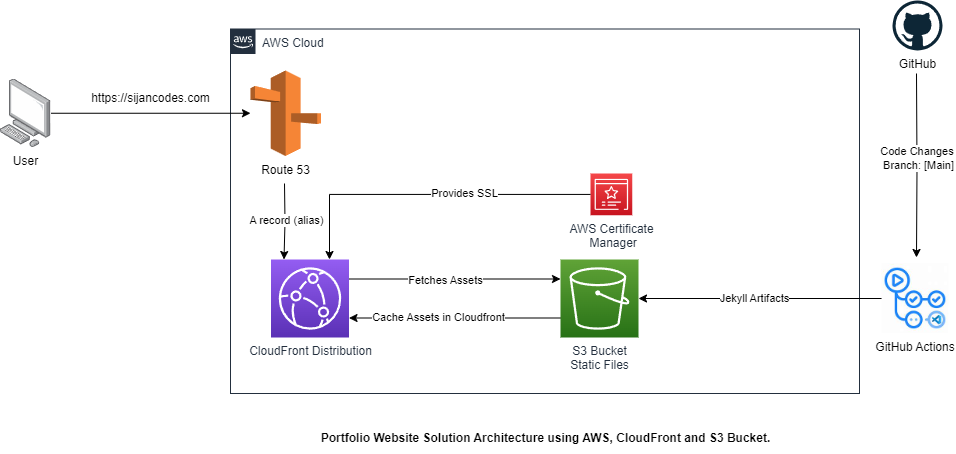 aws
AWS Cloud
GitHub
https://sijancodes.com
User
Route 53
Code Changes
Branch: [Main]
Provides SSL
A record (alias)
AWS Certificate
Manager
Fetches Assets
Jekyll Artifacts
Cache Assets in Cloudfront
CloudFront Distribution
S3 Bucket
Static Files
GitHub Actions
Portfolio Website Solution Architecture using AWS, CloudFront and S3 Bucket.